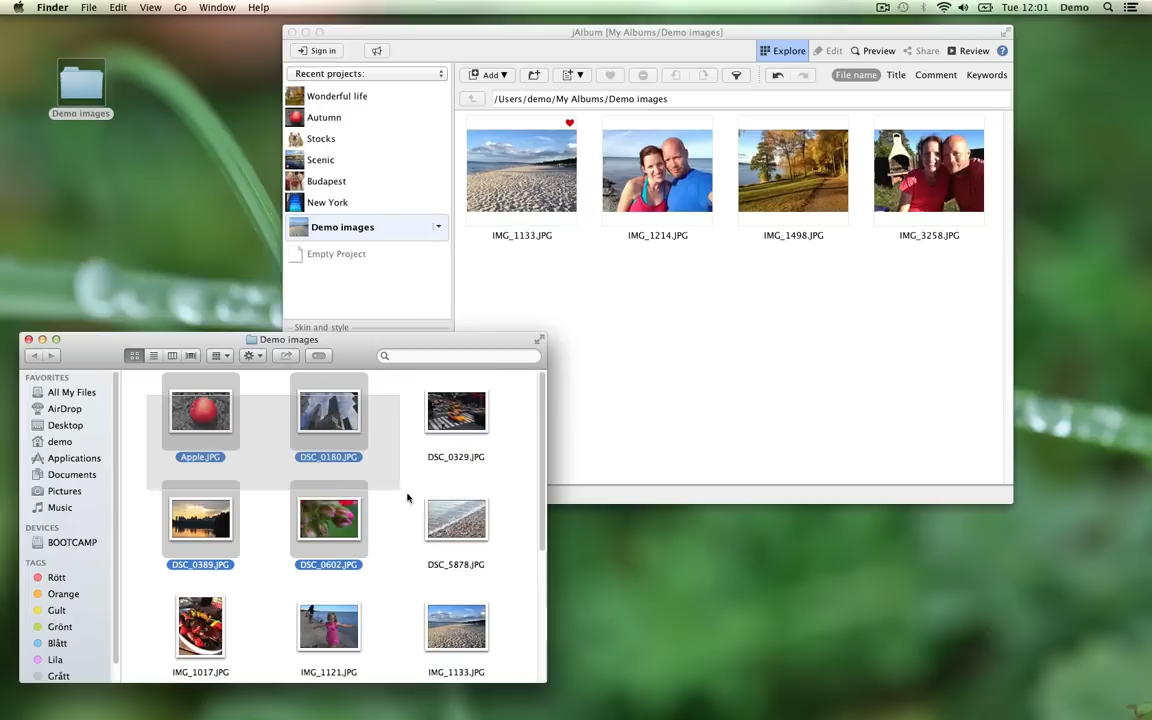 Finder File Edit View Go Window Help Tue 12:01 Demo
Demo images
jAlbum [My Albums/Demo images]
Sign in Explore Edit Preview Share Review ?
Recent projects: Add File name Title Comment Keywords
/Users/demo/My Albums/Demo images
Wonderful life
Autumn
Stocks
Scenic
Budapest
New York
Demo images
Empty Project
Skin and style
IMG_1133.JPG IMG_1214.JPG IMG_1498.JPG IMG_3258.JPG
Demo images
FAVORITES
All My Files
AirDrop
Desktop
demo
Applications
Documents
Pictures
Music
DEVICES
BOOTCAMP
TAGS
Rött
Orange
Gult
Grönt
Blått
Lila
Grått
Apple.JPG DSC_0180.JPG DSC_0329.JPG
DSC_0389.JPG DSC_0602.JPG DSC_5878.JPG
IMG_1017.JPG IMG_1121.JPG IMG_1133.JPG